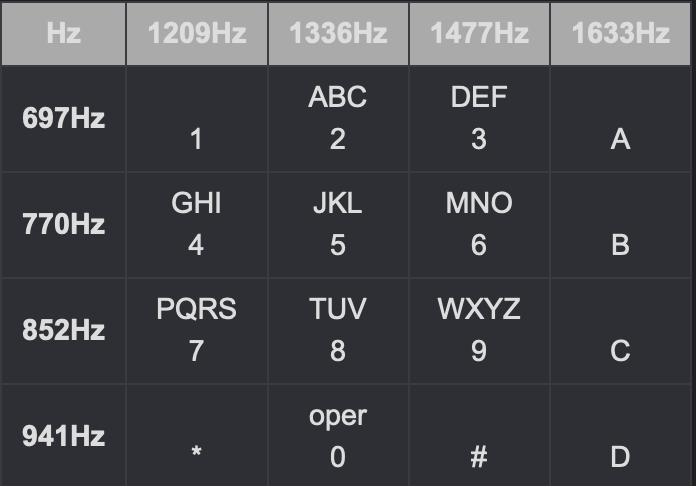 Hz 1209Hz 1336Hz 1477Hz 1633Hz
ABC DEF
697Hz
1 2 3 A
GHI JKL MNO
770Hz
4 5 6 B
PQRS TUV WXYZ
852Hz
7 8 9 C
oper
941Hz
* 0 # D